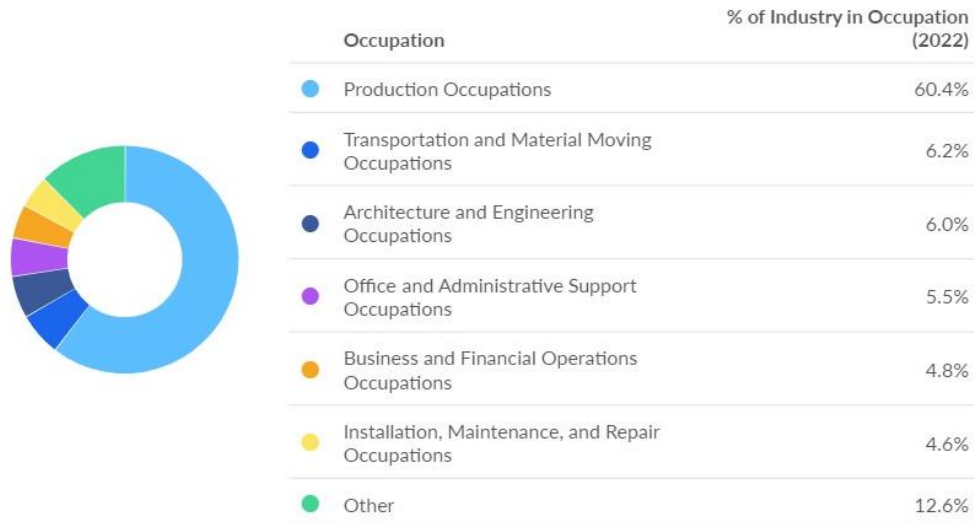 % of Industry in Occupation
Occupation (2022)
Production Occupations 60.4%
Transportation and Material Moving
Occupations 6.2%
Architecture and Engineering
Occupations 6.0%
Office and Administrative Support
Occupations 5.5%
Business and Financial Operations
Occupations 4.8%
Installation, Maintenance, and Repair
Occupations 4.6%
Other 12.6%